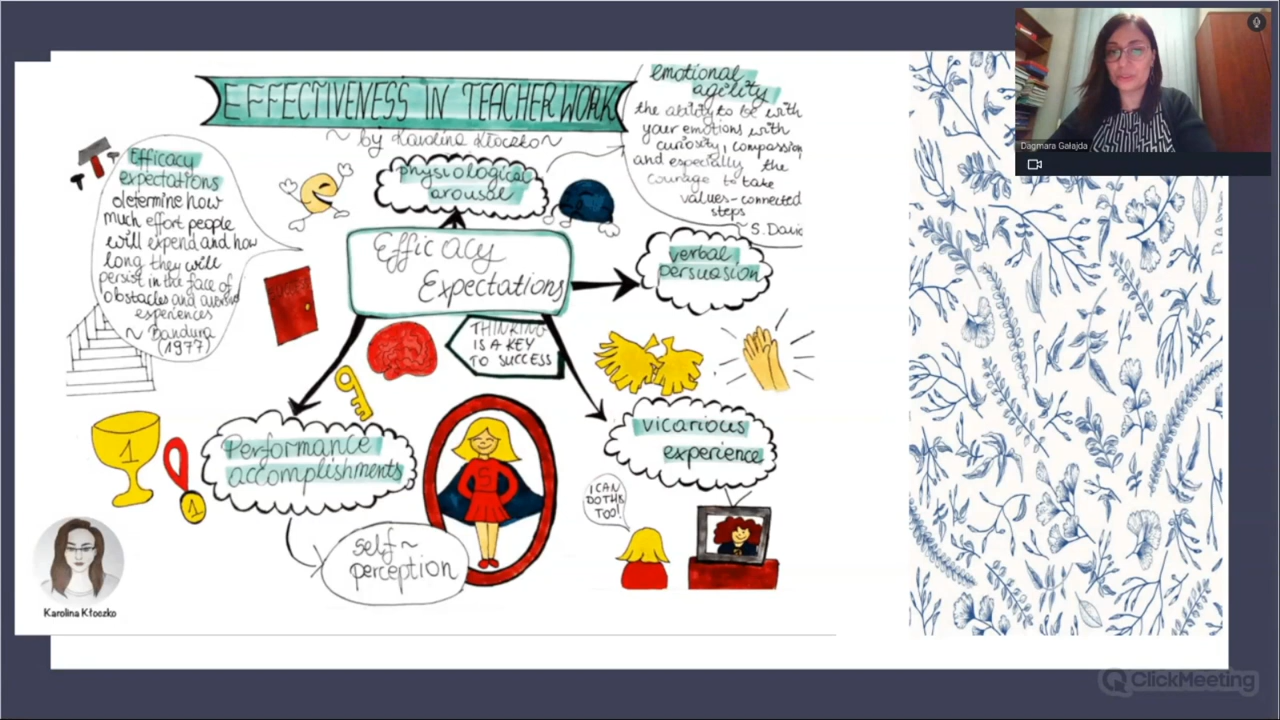 EFFECTIVENESS IN TEACHER WORK
~ by Karolina Kłoczko ~
Efficacy
expectations
determine how
much effort people
will expend and how
long they will
persist in the face of
obstacles and aversive
experiences
~ Bandura
(1977)
physiological
arousal
emotional
agility
the ability to be with
your emotions with
curiosity, compassion
and especially the
courage to take
values-connected
steps
~ S. David
Efficacy
Expectations
verbal
persuasion
THINKING
IS A KEY
TO SUCCESS
Performance
accomplishments
1
1
self~
perception
S
vicarious
experience
I CAN
DO THIS
TOO!
Karolina Kłoczko
Dagmara Gałajda
ClickMeeting